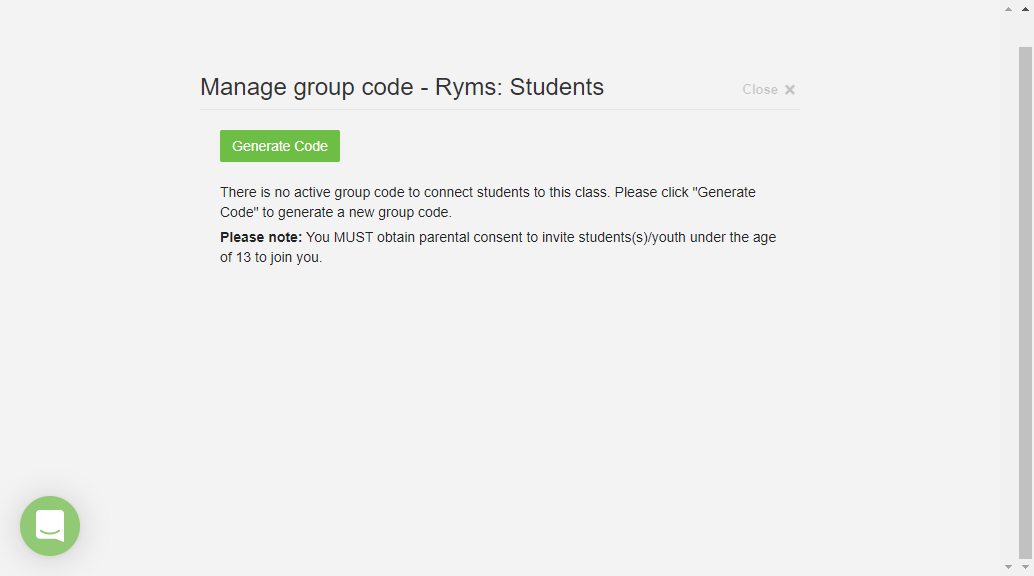 Manage group code - Ryms: Students
Close ×
Generate Code
There is no active group code to connect students to this class. Please click "Generate
Code" to generate a new group code.
Please note: You MUST obtain parental consent to invite students(s)/youth under the age
of 13 to join you.